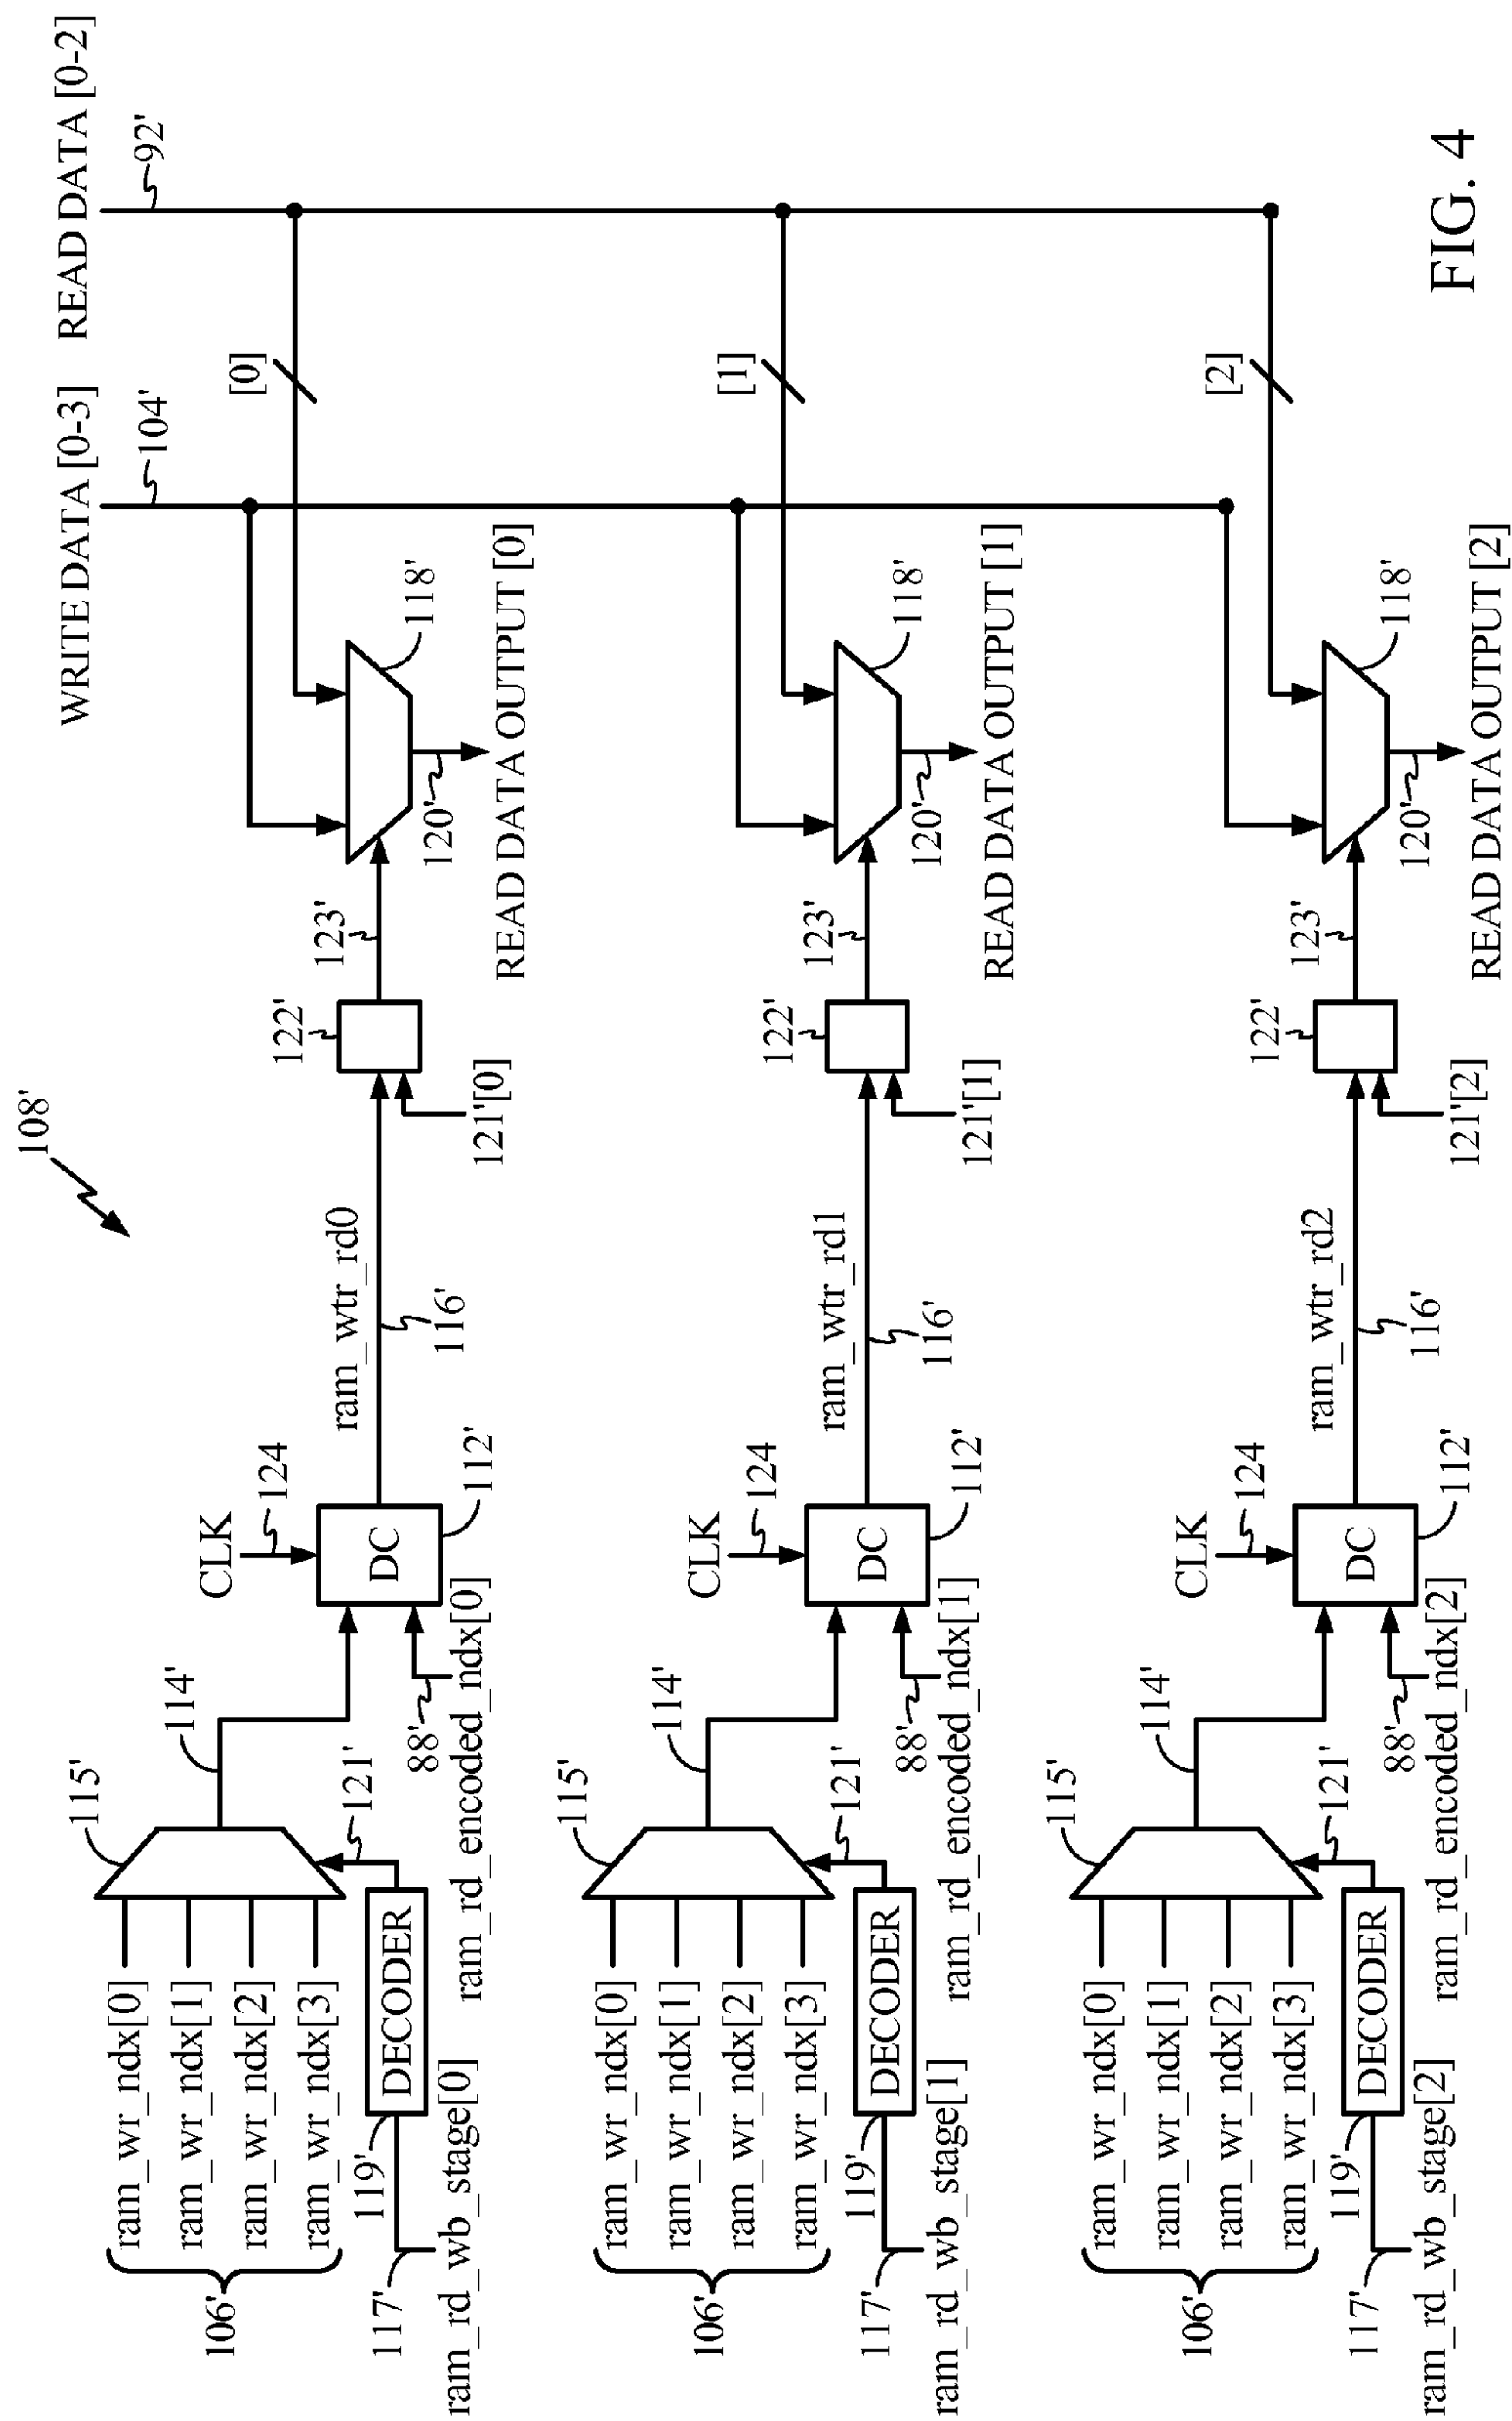 108'
WRITE DATA [0-3]
READ DATA [0-2]
104'
92'
106'
ram_wr_ndx[0]
ram_wr_ndx[1]
ram_wr_ndx[2]
ram_wr_ndx[3]
115'
114'
117'
119'
DECODER
121'
ram_rd_wb_stage[0]
88'
ram_rd_encoded_ndx[0]
CLK
124
DC
112'
ram_wtr_rd0
116'
122'
121'[0]
123'
118'
120'
[0]
READ DATA OUTPUT [0]
106'
ram_wr_ndx[0]
ram_wr_ndx[1]
ram_wr_ndx[2]
ram_wr_ndx[3]
115'
114'
117'
119'
DECODER
121'
ram_rd_wb_stage[1]
88'
ram_rd_encoded_ndx[1]
CLK
124
DC
112'
ram_wtr_rd1
116'
122'
121'[1]
123'
118'
120'
[1]
READ DATA OUTPUT [1]
106'
ram_wr_ndx[0]
ram_wr_ndx[1]
ram_wr_ndx[2]
ram_wr_ndx[3]
115'
114'
117'
119'
DECODER
121'
ram_rd_wb_stage[2]
88'
ram_rd_encoded_ndx[2]
CLK
124
DC
112'
ram_wtr_rd2
116'
122'
121'[2]
123'
118'
120'
[2]
READ DATA OUTPUT [2]
FIG. 4